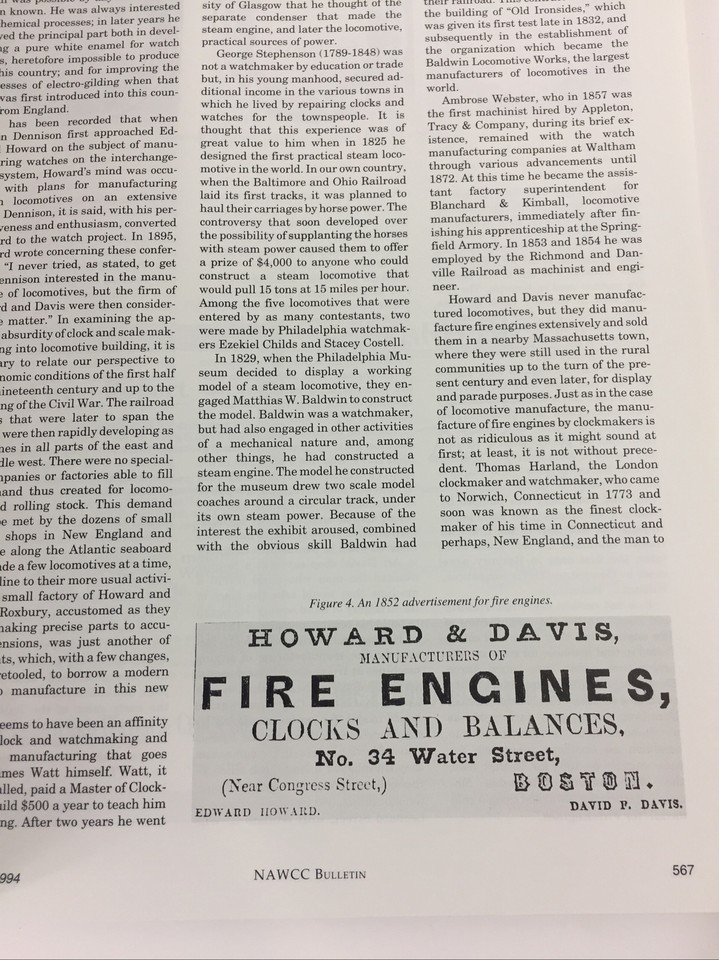 n known. He was always interested
hemical processes; in later years he
ved the principal part both in devel-
g a pure white enamel for watch
s, heretofore impossible to produce
his country; and for improving the
esses of electro-gilding when that
was first introduced into this coun-
rom England.
has been recorded that when
n Dennison first approached Ed-
Howard on the subject of manu-
ring watches on the interchange-
system, Howard's mind was occu-
with plans for manufacturing
locomotives on an extensive
Dennison, it is said, with his per-
veness and enthusiasm, converted
rd to the watch project. In 1895,
rd wrote concerning these confer-
"I never tried, as stated, to get
ennison interested in the manu-
e of locomotives, but the firm of
rd and Davis were then consider-
e matter." In examining the ap-
absurdity of clock and scale mak-
ng into locomotive building, it is
ary to relate our perspective to
nomic conditions of the first half
ineteenth century and up to the
ng of the Civil War. The railroad
s that were later to span the
were then rapidly developing as
nes in all parts of the east and
dle west. There were no special-
mpanies or factories able to fill
and thus created for locomo-
d rolling stock. This demand
e met by the dozens of small
shops in New England and
e along the Atlantic seaboard
de a few locomotives at a time,
line to their more usual activi-
small factory of Howard and
Roxbury, accustomed as they
making precise parts to accu-
ensions, was just another of
ts, which, with a few changes,
retooled, to borrow a modern
o manufacture in this new
eems to have been an affinity
lock and watchmaking and
manufacturing that goes
mes Watt himself. Watt, it
alled, paid a Master of Clock-
uild $500 a year to teach him
ng. After two years he went
sity of Glasgow that he thought of the
separate condenser that made the
steam engine, and later the locomotive,
practical sources of power.
George Stephenson (1789-1848) was
not a watchmaker by education or trade
but, in his young manhood, secured ad-
ditional income in the various towns in
which he lived by repairing clocks and
watches for the townspeople. It is
thought that this experience was of
great value to him when in 1825 he
designed the first practical steam loco-
motive in the world. In our own country,
when the Baltimore and Ohio Railroad
laid its first tracks, it was planned to
haul their carriages by horse power. The
controversy that soon developed over
the possibility of supplanting the horses
with steam power caused them to offer
a prize of $4,000 to anyone who could
construct a steam locomotive that
would pull 15 tons at 15 miles per hour.
Among the five locomotives that were
entered by as many contestants, two
were made by Philadelphia watchmak-
ers Ezekiel Childs and Stacey Costell.
In 1829, when the Philadelphia Mu-
seum decided to display a working
model of a steam locomotive, they en-
gaged Matthias W. Baldwin to construct
the model. Baldwin was a watchmaker,
but had also engaged in other activities
of a mechanical nature and, among
other things, he had constructed a
steam engine. The model he constructed
for the museum drew two scale model
coaches around a circular track, under
its own steam power. Because of the
interest the exhibit aroused, combined
with the obvious skill Baldwin had
the building of "Old Ironsides," which
was given its first test late in 1832, and
subsequently in the establishment of
the organization which became the
Baldwin Locomotive Works, the largest
manufacturers of locomotives in the
world.
Ambrose Webster, who in 1857 was
the first machinist hired by Appleton,
Tracy & Company, during its brief ex-
istence, remained with the watch
manufacturing companies at Waltham
through various advancements until
1872. At this time he became the assis-
tant factory superintendent for
Blanchard & Kimball, locomotive
manufacturers, immediately after fin-
ishing his apprenticeship at the Spring-
field Armory. In 1853 and 1854 he was
employed by the Richmond and Dan-
ville Railroad as machinist and engi-
neer.
Howard and Davis never manufac-
tured locomotives, but they did manu-
facture fire engines extensively and sold
them in a nearby Massachusetts town,
where they were still used in the rural
communities up to the turn of the pre-
sent century and even later, for display
and parade purposes. Just as in the case
of locomotive manufacture, the manu-
facture of fire engines by clockmakers is
not as ridiculous as it might sound at
first; at least, it is not without prece-
dent. Thomas Harland, the London
clockmaker and watchmaker, who came
to Norwich, Connecticut in 1773 and
soon was known as the finest clock-
maker of his time in Connecticut and
perhaps, New England, and the man to
Figure 4. An 1852 advertisement for fire engines.
HOWARD & DAVIS,
MANUFACTURERS OF
FIRE ENGINES,
CLOCKS AND BALANCES,
No. 34 Water Street,
(Near Congress Street,) BOSTON.
EDWARD HOWARD. DAVID P. DAVIS.
994 NAWCC BULLETIN 567